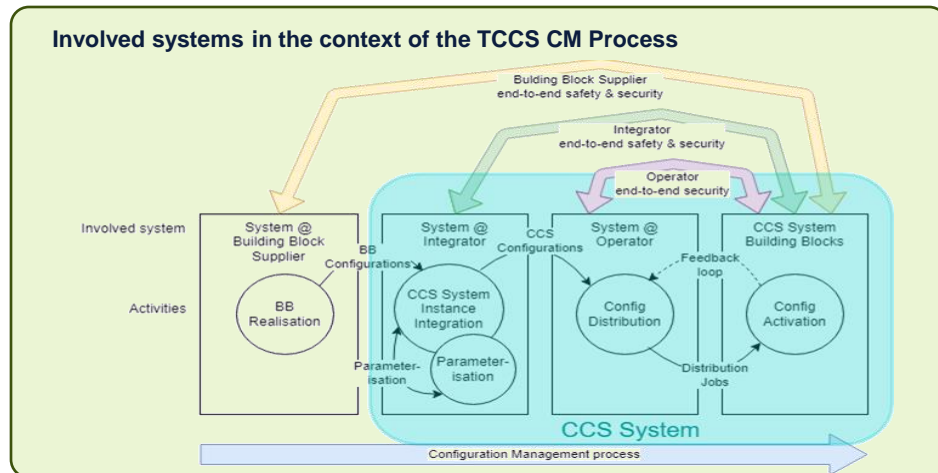 Involved systems in the context of the TCCS CM Process
Bulding Block Supplier
end-to-end safety & security
Integrator
end-to-end safety & security
Operator
end-to-end security
Involved system
System @
Building Block
Supplier
BB
Configurations
System @
Integrator
CCS
Configurations
System @
Operator
CCS System
Building Blocks
Feedback
loop
Activities
BB
Realisation
CCS System
Instance
Integration
Config
Distribution
Config
Activation
Parameter-
isation
Parameter-
isation
Distribution
Jobs
CCS System
Configuration Management process